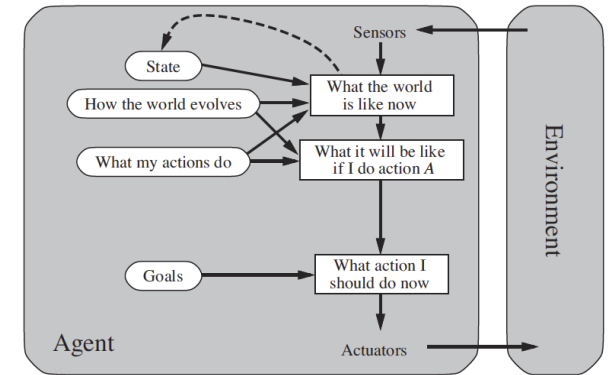 Sensors
State
What the world
is like now
How the world evolves
What my actions do
What it will be like
if I do action A
Goals
What action I
should do now
Agent
Actuators
Environment